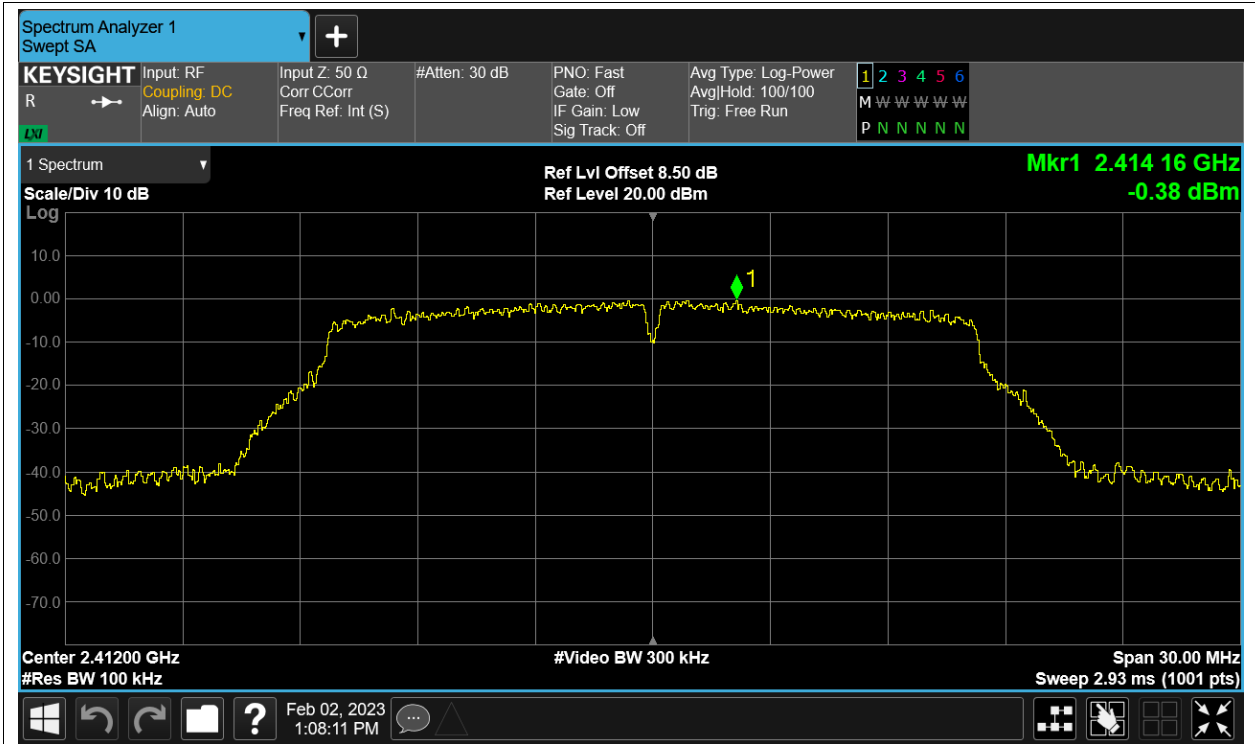 Spectrum Analyzer 1
Swept SA
KEYSIGHT
R
LXI
Input: RF
Coupling: DC
Align: Auto
Input Z: 50 Ω
Corr CCorr
Freq Ref: Int (S)
#Atten: 30 dB
PNO: Fast
Gate: Off
IF Gain: Low
Sig Track: Off
Avg Type: Log-Power
Avg|Hold: 100/100
Trig: Free Run
1 2 3 4 5 6
M W W W W W
P N N N N N
1 Spectrum
Scale/Div 10 dB
Log
Ref Lvl Offset 8.50 dB
Ref Level 20.00 dBm
Mkr1 2.414 16 GHz
-0.38 dBm
10.0
0.00
-10.0
-20.0
-30.0
-40.0
-50.0
-60.0
-70.0
1
Center 2.41200 GHz
#Video BW 300 kHz
Span 30.00 MHz
#Res BW 100 kHz
Sweep 2.93 ms (1001 pts)
?
Feb 02, 2023
1:08:11 PM